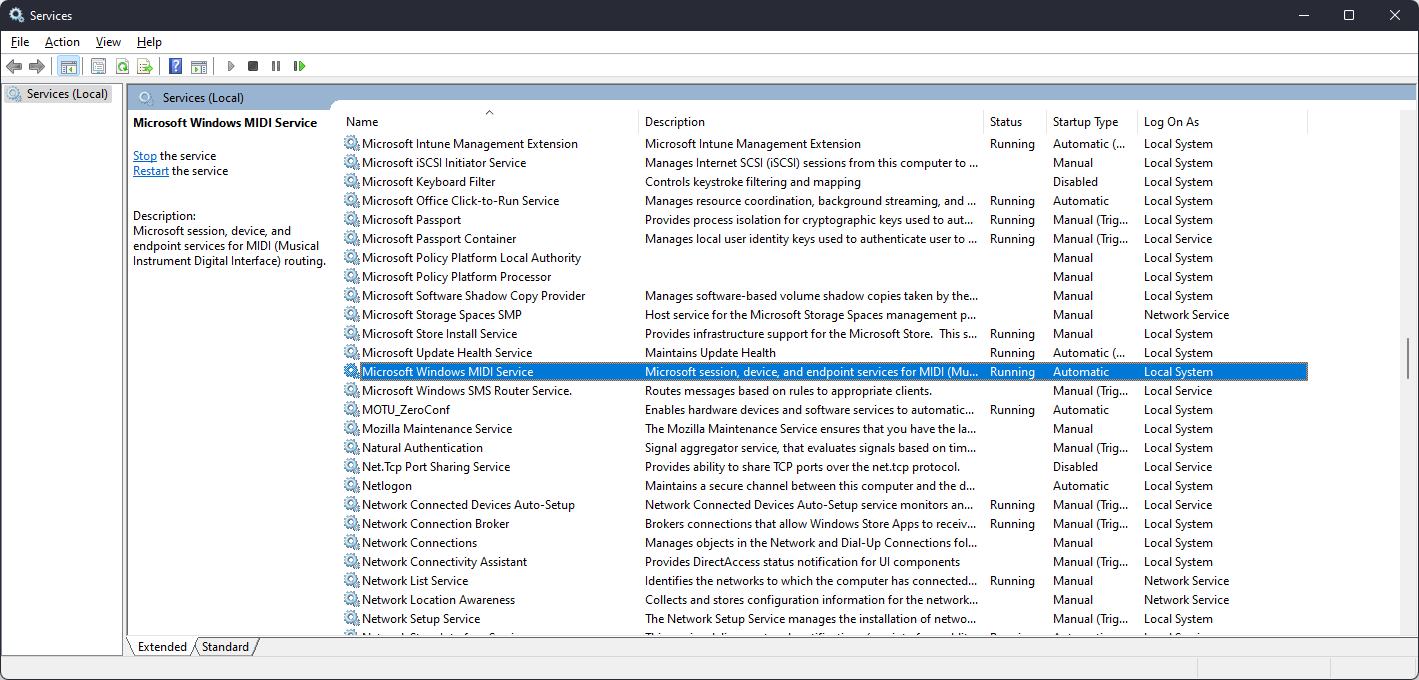 Services
File Action View Help
Services (Local)
Services (Local)
Microsoft Windows MIDI Service
Stop the service
Restart the service
Description:
Microsoft session, device, and
endpoint services for MIDI (Musical
Instrument Digital Interface) routing.
Name Description Status Startup Type Log On As
Microsoft Intune Management Extension Microsoft Intune Management Extension Running Automatic (... Local System
Microsoft iSCSI Initiator Service Manages Internet SCSI (iSCSI) sessions from this computer to ... Manual Local System
Microsoft Keyboard Filter Controls keystroke filtering and mapping Disabled Local System
Microsoft Office Click-to-Run Service Manages resource coordination, background streaming, and ... Running Automatic Local System
Microsoft Passport Provides process isolation for cryptographic keys used to aut... Running Manual (Trig... Local System
Microsoft Passport Container Manages local user identity keys used to authenticate user to ... Running Manual (Trig... Local Service
Microsoft Policy Platform Local Authority Manual Local System
Microsoft Policy Platform Processor Manual Local System
Microsoft Software Shadow Copy Provider Manages software-based volume shadow copies taken by the... Manual Local System
Microsoft Storage Spaces SMP Host service for the Microsoft Storage Spaces management p... Manual Network Service
Microsoft Store Install Service Provides infrastructure support for the Microsoft Store. This s... Running Manual Local System
Microsoft Update Health Service Maintains Update Health Running Automatic (... Local System
Microsoft Windows MIDI Service Microsoft session, device, and endpoint services for MIDI (Mu... Running Automatic Local System
Microsoft Windows SMS Router Service. Routes messages based on rules to appropriate clients. Manual (Trig... Local System
MOTU_ZeroConf Enables hardware devices and software services to automatic... Running Automatic Local System
Mozilla Maintenance Service The Mozilla Maintenance Service ensures that you have the la... Manual Local System
Natural Authentication Signal aggregator service, that evaluates signals based on tim... Manual (Trig... Local System
Net.Tcp Port Sharing Service Provides ability to share TCP ports over the net.tcp protocol. Disabled Local Service
Netlogon Maintains a secure channel between this computer and the d... Automatic Local System
Network Connected Devices Auto-Setup Network Connected Devices Auto-Setup service monitors an... Running Manual (Trig... Local Service
Network Connection Broker Brokers connections that allow Windows Store Apps to receiv... Running Manual (Trig... Local System
Network Connections Manages objects in the Network and Dial-Up Connections fol... Manual Local System
Network Connectivity Assistant Provides DirectAccess status notification for UI components Manual (Trig... Local System
Network List Service Identifies the networks to which the computer has connected... Running Manual Network Service
Network Location Awareness Collects and stores configuration information for the network... Manual Network Service
Network Setup Service The Network Setup Service manages the installation of netwo... Manual (Trig... Local System
Extended Standard